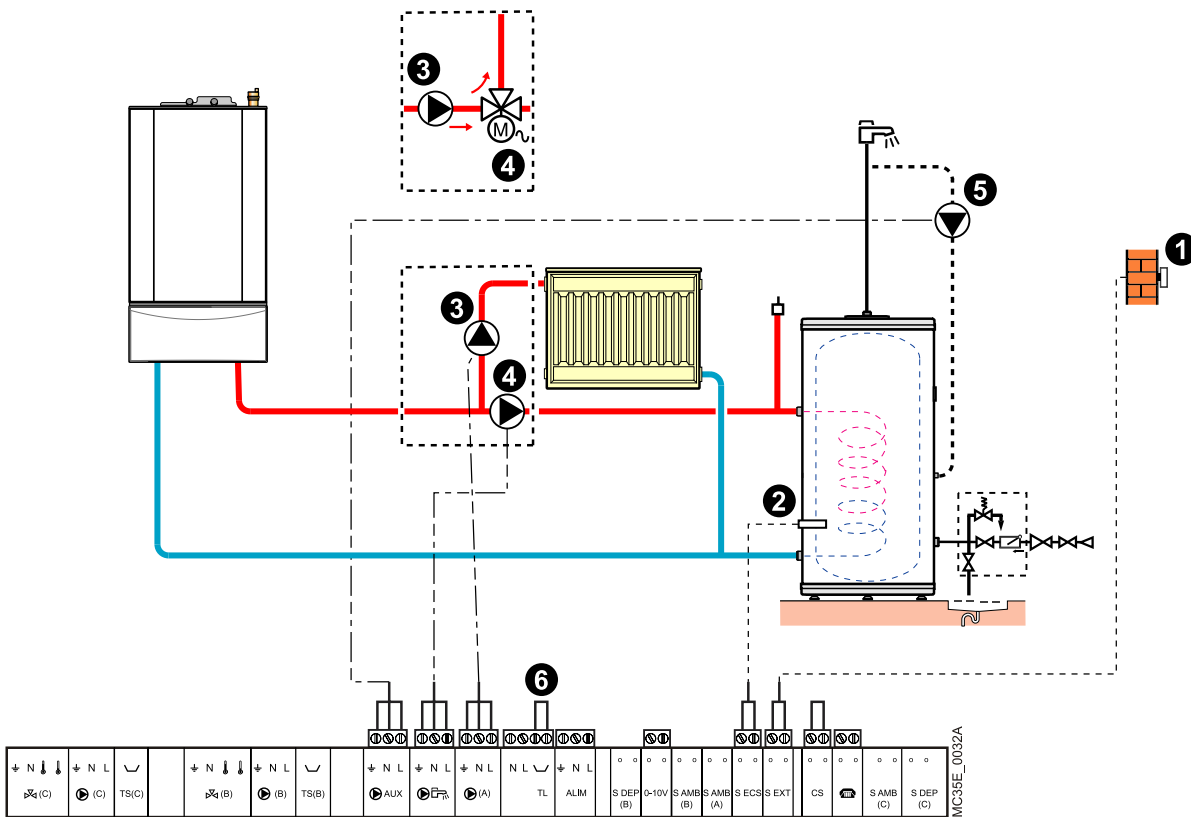 3
M
4
5
1
3
4
2
6
N
(C)
N L
(C)
TS(C)
N
(B)
N L
(B)
TS(B)
N L
AUX
N L
N L
(A)
N L
TL
N L
ALIM
S DEP
(B)
0-10V
S AMB
(B)
S AMB
(A)
S ECS
S EXT
CS
S AMB
(C)
S DEP
(C)
MC35E_0032A